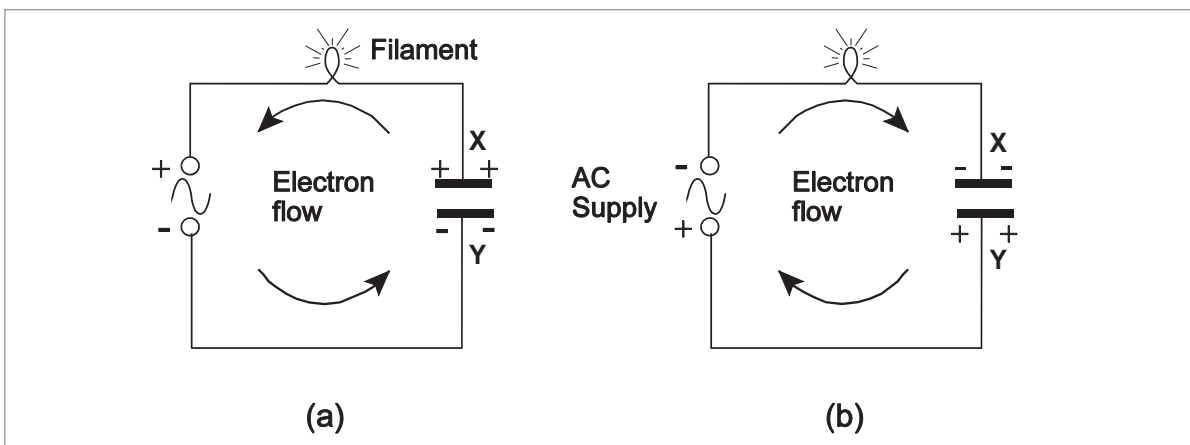 Filament
X
+ +
+
-
Electron
flow
- -
Y
(a)
X
- -
-
AC
Supply
+
Electron
flow
+ +
Y
(b)